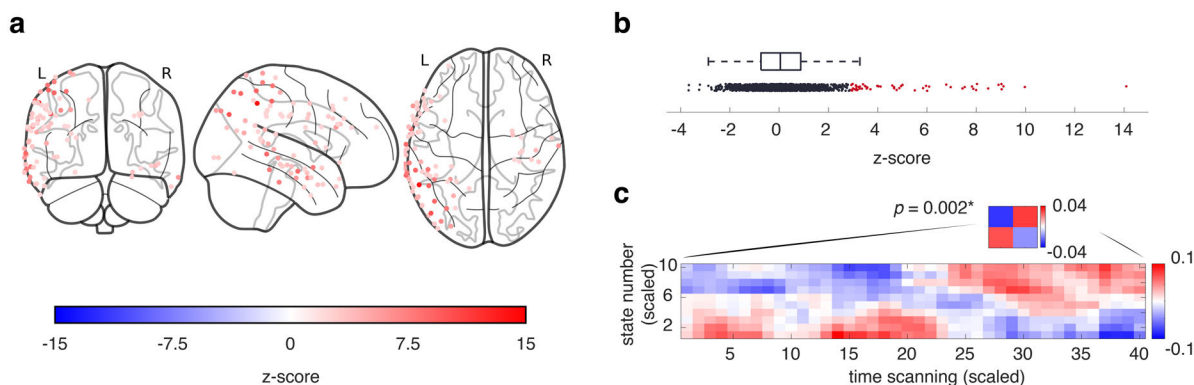 a
L R
L R
-15 -7.5 0 7.5 15
z-score
b
-4 -2 0 2 4 6 8 10 12 14
z-score
c
p = 0.002*
0.04
-0.04
state number
(scaled)
10
6
2
5 10 15 20 25 30 35 40
time scanning (scaled)
0.1
-0.1